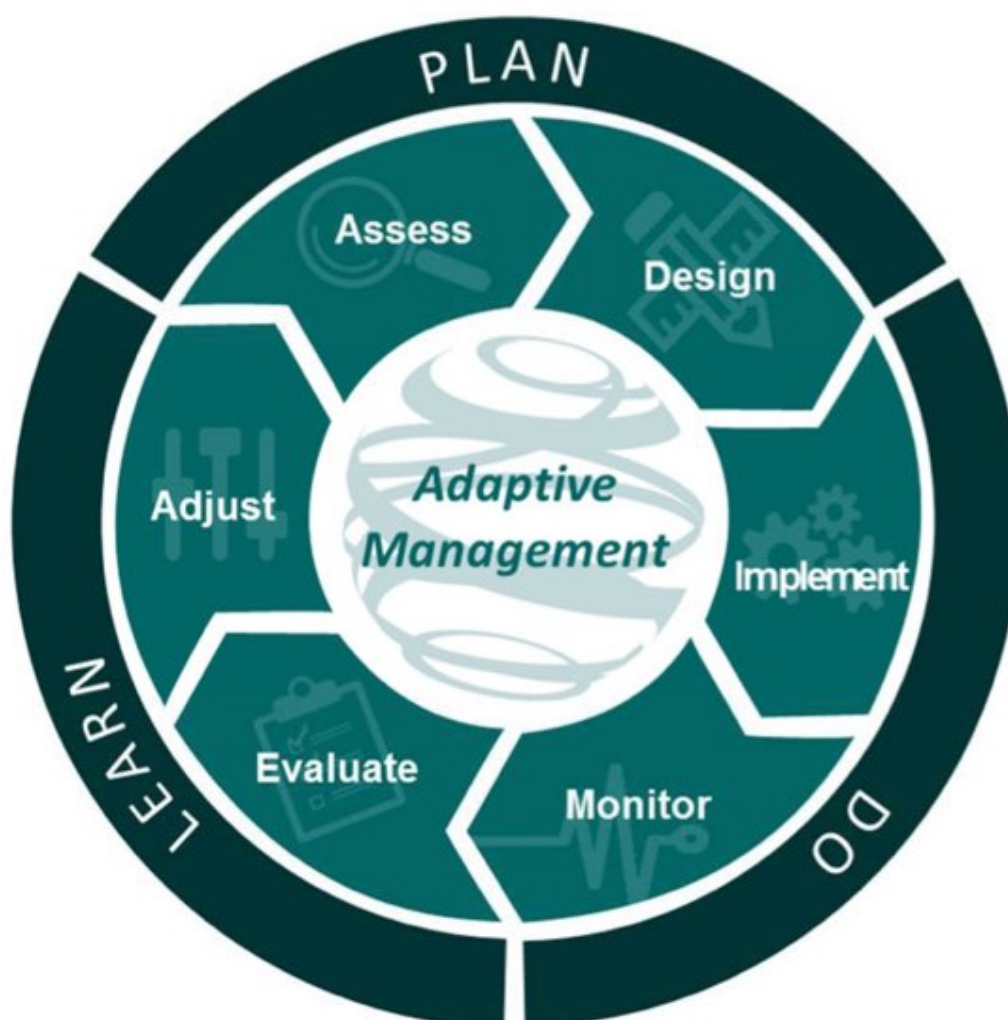 PLAN
Assess
Design
Adjust
Adaptive
Management
Implement
Evaluate
Monitor
LEARN
DO